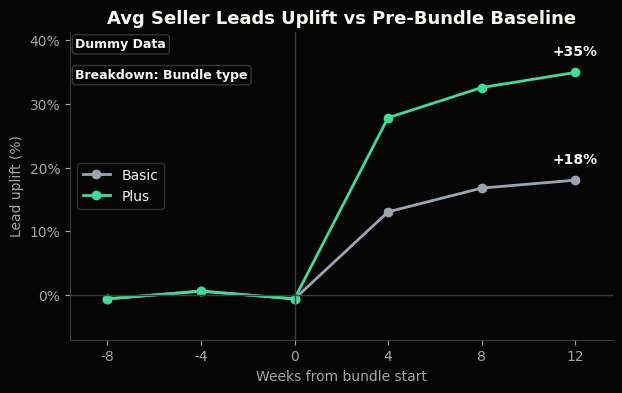 Avg Seller Leads Uplift vs Pre-Bundle Baseline
Dummy Data
Breakdown: Bundle type
Basic
Plus
+35%
+18%
Lead uplift (%)
40%
30%
20%
10%
0%
-8
-4
0
4
8
12
Weeks from bundle start